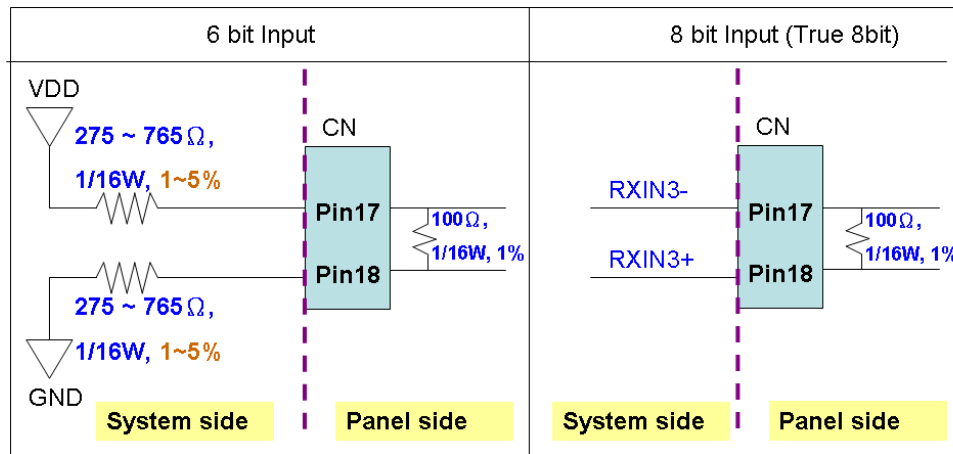 6 bit Input
VDD
275 ~ 765Ω,
1/16W, 1~5%
CN
Pin17
Pin18
100Ω,
1/16W, 1%
275 ~ 765Ω,
1/16W, 1~5%
GND
System side
Panel side
8 bit Input (True 8bit)
CN
RXIN3-
RXIN3+
Pin17
Pin18
100Ω,
1/16W, 1%
System side
Panel side